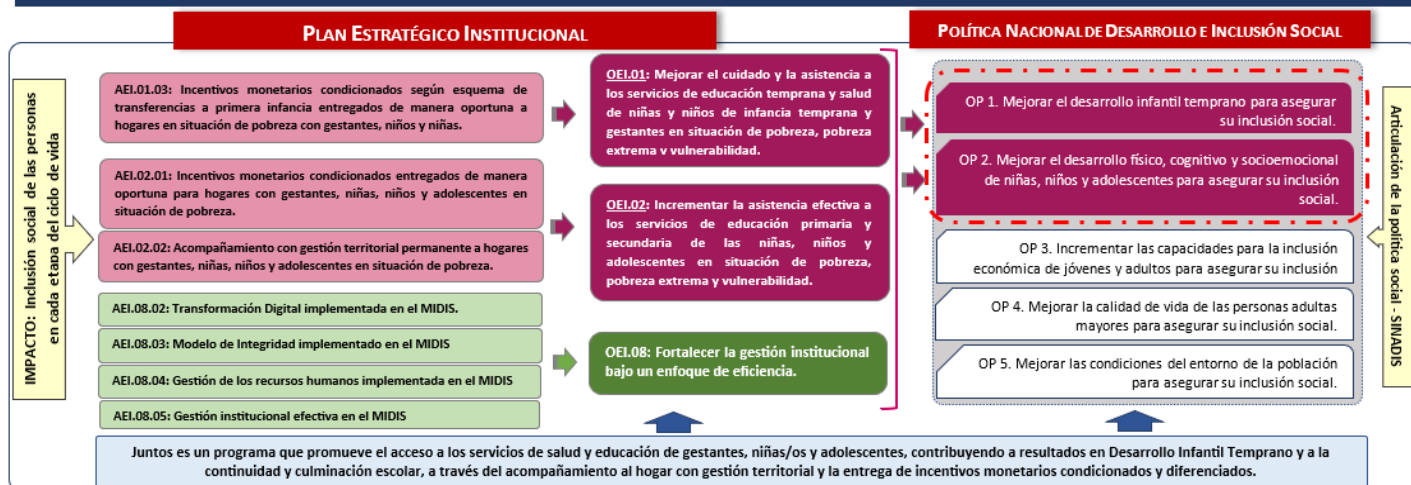 PLAN ESTRATÉGICO INSTITUCIONAL
POLÍTICA NACIONAL DE DESARROLLO E INCLUSIÓN SOCIAL
IMPACTO: Inclusión social de las personas
en cada etapa del ciclo de vida
AEI.01.03: Incentivos monetarios condicionados según esquema de
transferencias a primera infancia entregados de manera oportuna a
hogares en situación de pobreza con gestantes, niños y niñas.
AEI.02.01: Incentivos monetarios condicionados entregados de manera
oportuna para hogares con gestantes, niñas, niños y adolescentes en
situación de pobreza.
AEI.02.02: Acompañamiento con gestión territorial permanente a hogares
con gestantes, niñas, niños y adolescentes en situación de pobreza.
AEI.08.02: Transformación Digital implementada en el MIDIS.
AEI.08.03: Modelo de Integridad implementado en el MIDIS
AEI.08.04: Gestión de los recursos humanos implementada en el MIDIS
AEI.08.05: Gestión institucional efectiva en el MIDIS
OEI.01: Mejorar el cuidado y la asistencia a
los servicios de educación temprana y salud
de niñas y niños de infancia temprana y
gestantes en situación de pobreza, pobreza
extrema y vulnerabilidad.
OEI.02: Incrementar la asistencia efectiva a
los servicios de educación primaria y
secundaria de las niñas, niños y
adolescentes en situación de pobreza,
pobreza extrema y vulnerabilidad.
OEI.08: Fortalecer la gestión institucional
bajo un enfoque de eficiencia.
OP 1. Mejorar el desarrollo infantil temprano para asegurar
su inclusión social.
OP 2. Mejorar el desarrollo físico, cognitivo y socioemocional
de niñas, niños y adolescentes para asegurar su inclusión
social.
OP 3. Incrementar las capacidades para la inclusión
económica de jóvenes y adultos para asegurar su inclusión
OP 4. Mejorar la calidad de vida de las personas adultas
mayores para asegurar su inclusión social.
OP 5. Mejorar las condiciones del entorno de la población
para asegurar su inclusión social.
Articulación de la política social - SINADIS
Juntos es un programa que promueve el acceso a los servicios de salud y educación de gestantes, niñas/os y adolescentes, contribuyendo a resultados en Desarrollo Infantil Temprano y a la
continuidad y culminación escolar, a través del acompañamiento al hogar con gestión territorial y la entrega de incentivos monetarios condicionados y diferenciados.